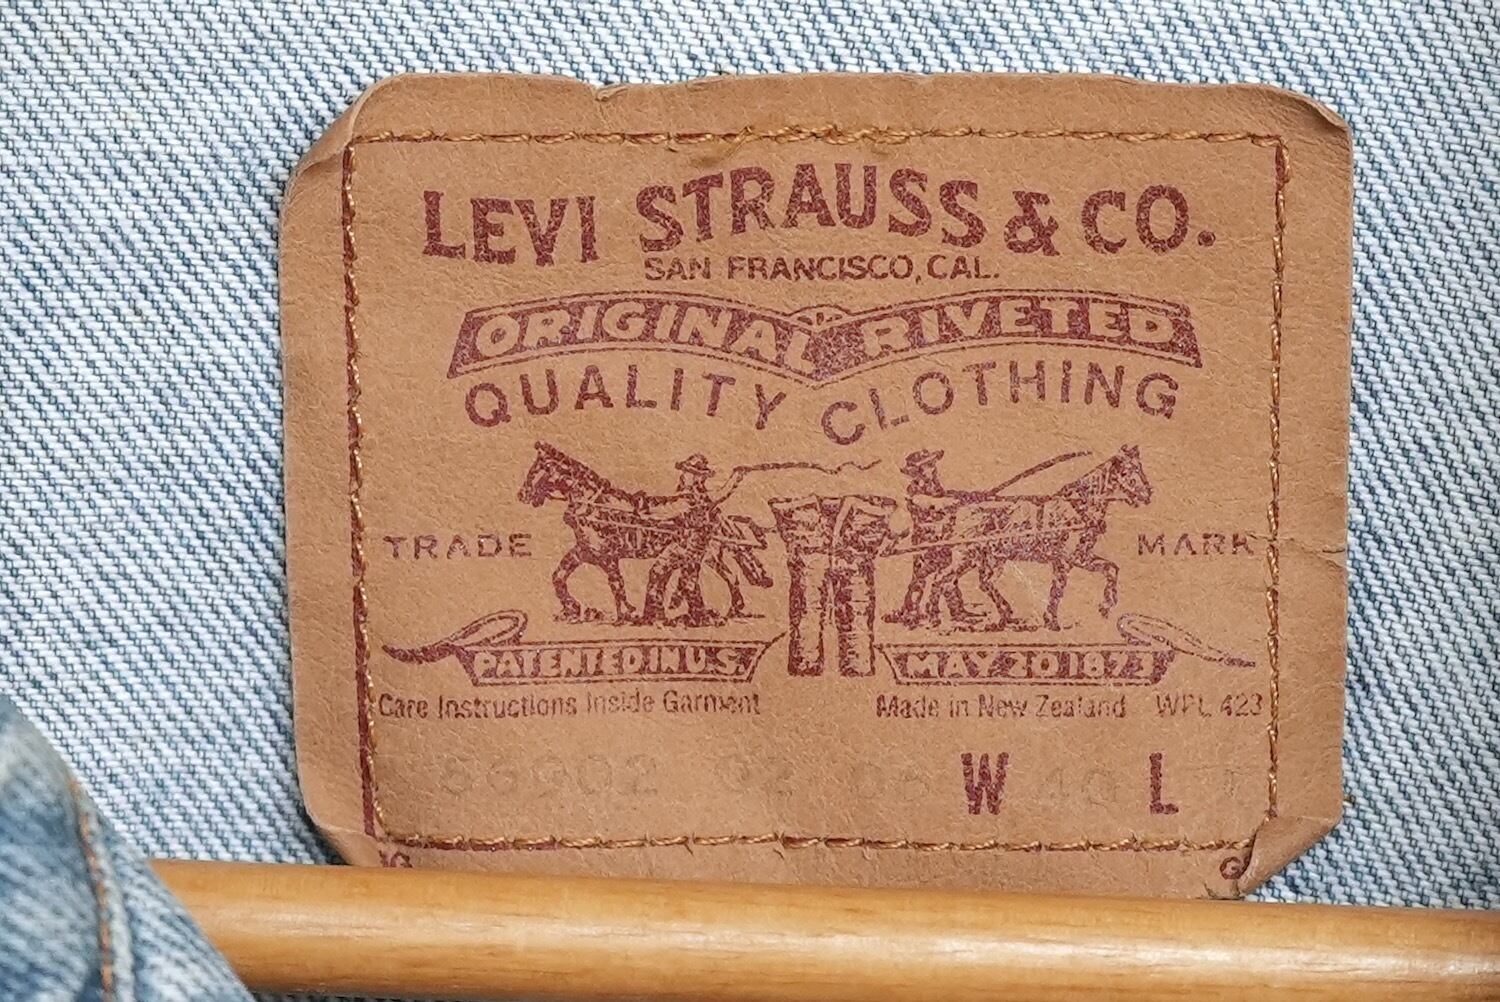 LEVI STRAUSS & CO.
SAN FRANCISCO, CAL.
ORIGINAL RIVETED
QUALITY CLOTHING
TRADE MARK
PATENTED IN U.S. MAY 20 1873
Care Instructions Inside Garment Made in New Zealand WPL 423
W L